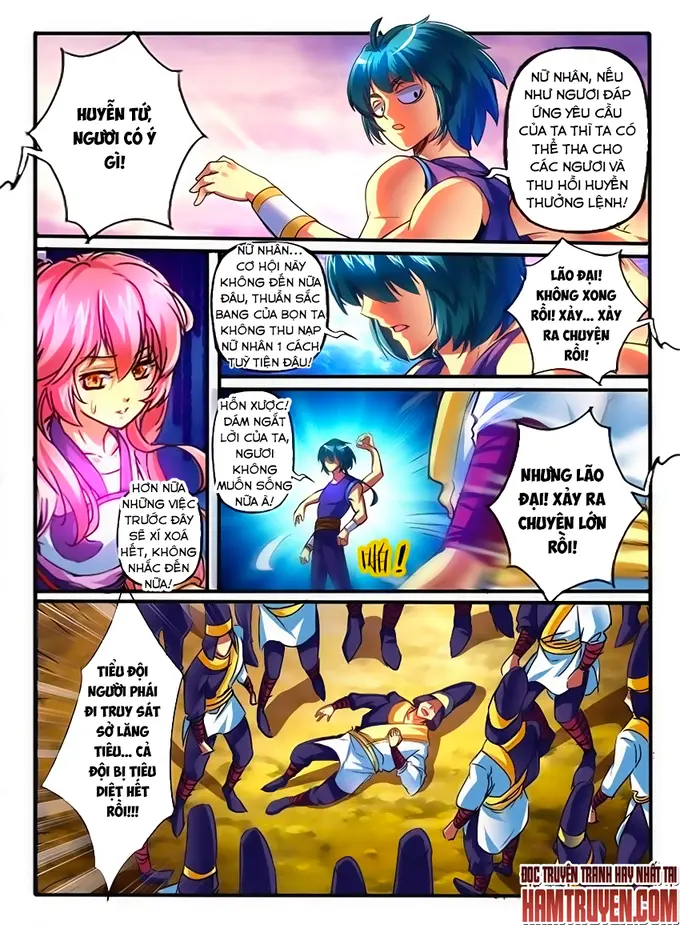 HUYỄN TỨ,
NGƯƠI CÓ Ý
GÌ!
NỮ NHÂN, NẾU
NHƯ NGƯƠI ĐÁP
ỨNG YÊU CẦU
CỦA TA THÌ TA CÓ
THỂ THA CHO
CÁC NGƯƠI VÀ
THU HỒI HUYỀN
THƯỞNG LỆNH!
NỮ NHÂN...
CƠ HỘI NÀY
KHÔNG ĐẾN NỮA
ĐÂU, THUẦN SẮC
BANG CỦA BỌN TA
KHÔNG THU NẠP
NỮ NHÂN 1 CÁCH
TUỲ TIỆN ĐÂU!
LÃO ĐẠI!
KHÔNG XONG
RỒI! XẢY... XẢY
RA CHUYỆN
RỒI!
HƠN NỮA
NHỮNG VIỆC
TRƯỚC ĐÂY
SẼ XÍ XOÁ
HẾT, KHÔNG
NHẮC ĐẾN
NỮA!
HỖN XƯỢC!
DÁM NGẮT
LỜI CỦA TA,
NGƯƠI
KHÔNG
MUỐN SỐNG
NỮA À!
NHƯNG LÃO
ĐẠI! XẢY RA
CHUYỆN LỚN
RỒI!
TIỂU ĐỘI
NGƯỜI PHÁI
ĐI TRUY SÁT
SỞ LĂNG
TIÊU... CẢ
ĐỘI BỊ TIÊU
DIỆT HẾT
RỒI!!!
ĐỌC TRUYỆN TRANH HAY NHẤT TẠI
HAMTRUYEN.COM